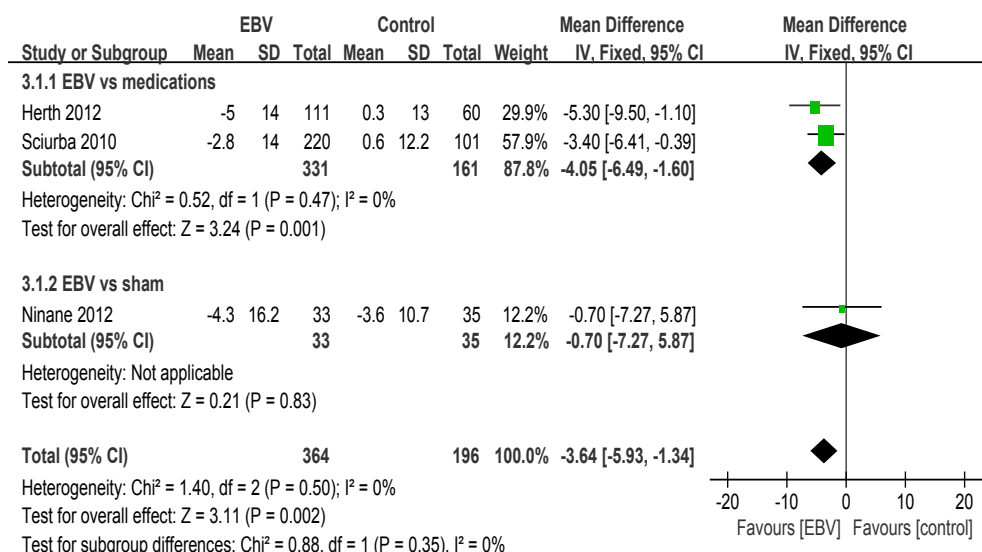 EBV Control Mean Difference Mean Difference
Study or Subgroup Mean SD Total Mean SD Total Weight IV, Fixed, 95% CI IV, Fixed, 95% CI
3.1.1 EBV vs medications
Herth 2012 -5 14 111 0.3 13 60 29.9% -5.30 [-9.50, -1.10]
Sciurba 2010 -2.8 14 220 0.6 12.2 101 57.9% -3.40 [-6.41, -0.39]
Subtotal (95% CI) 331 161 87.8% -4.05 [-6.49, -1.60]
Heterogeneity: Chi² = 0.52, df = 1 (P = 0.47); I² = 0%
Test for overall effect: Z = 3.24 (P = 0.001)
3.1.2 EBV vs sham
Ninane 2012 -4.3 16.2 33 -3.6 10.7 35 12.2% -0.70 [-7.27, 5.87]
Subtotal (95% CI) 33 35 12.2% -0.70 [-7.27, 5.87]
Heterogeneity: Not applicable
Test for overall effect: Z = 0.21 (P = 0.83)
Total (95% CI) 364 196 100.0% -3.64 [-5.93, -1.34]
Heterogeneity: Chi² = 1.40, df = 2 (P = 0.50); I² = 0%
Test for overall effect: Z = 3.11 (P = 0.002)
Test for subgroup differences: Chi² = 0.88, df = 1 (P = 0.35), I² = 0%
-20 -10 0 10 20
Favours [EBV] Favours [control]